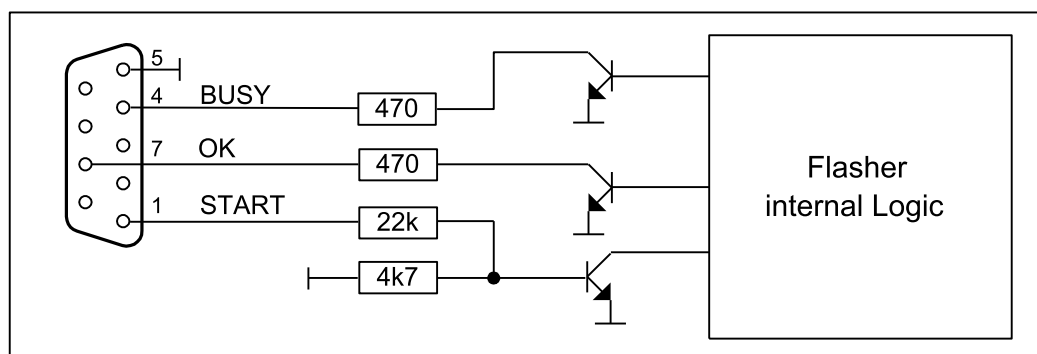 5
4 BUSY 470
7 OK 470
1 START 22k
4k7
Flasher
internal Logic